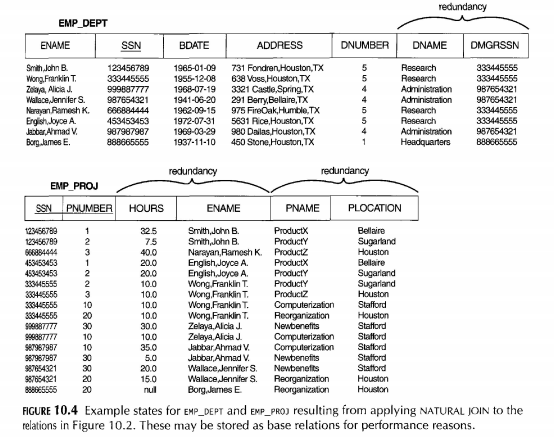 redundancy
EMP_DEPT
ENAME SSN BDATE ADDRESS DNUMBER DNAME DMGRSSN
Smith,John B. 123456789 1965-01-09 731 Fondren,Houston,TX 5 Research 333445555
Wong,Franklin T. 333445555 1955-12-08 638 Voss,Houston,TX 5 Research 333445555
Zelaya, Alicia J. 999887777 1968-07-19 3321 Castle,Spring,TX 4 Administration 987654321
Wallace,Jennifer S. 987654321 1941-06-20 291 Berry,Bellaire,TX 4 Administration 987654321
Narayan,Ramesh K. 666884444 1962-09-15 975 FireOak,Humble,TX 5 Research 333445555
English,Joyce A. 453453453 1972-07-31 5631 Rice,Houston,TX 5 Research 333445555
Jabbar,Ahmad V. 987987987 1969-03-29 980 Dallas,Houston,TX 4 Administration 987654321
Borg,James E. 888665555 1937-11-10 450 Stone,Houston,TX 1 Headquarters 888665555
redundancy redundancy
EMP_PROJ
SSN PNUMBER HOURS ENAME PNAME PLOCATION
123456789 1 32.5 Smith,John B. ProductX Bellaire
123456789 2 7.5 Smith,John B. ProductY Sugarland
666884444 3 40.0 Narayan,Ramesh K. ProductZ Houston
453453453 1 20.0 English,Joyce A. ProductX Bellaire
453453453 2 20.0 English,Joyce A. ProductY Sugarland
333445555 2 10.0 Wong,Franklin T. ProductY Sugarland
333445555 3 10.0 Wong,Franklin T. ProductZ Houston
333445555 10 10.0 Wong,Franklin T. Computerization Stafford
333445555 20 10.0 Wong,Franklin T. Reorganization Houston
999887777 30 30.0 Zelaya,Alicia J. Newbenefits Stafford
999887777 10 10.0 Zelaya,Alicia J. Computerization Stafford
987987987 10 35.0 Jabbar,Ahmad V. Computerization Stafford
987987987 30 5.0 Jabbar,Ahmad V. Newbenefits Stafford
987654321 30 20.0 Wallace,Jennifer S. Newbenefits Stafford
987654321 20 15.0 Wallace,Jennifer S. Reorganization Houston
888665555 20 null Borg,James E. Reorganization Houston
FIGURE 10.4 Example states for EMP_DEPT and EMP_PROJ resulting from applying NATURAL JOIN to the
relations in Figure 10.2. These may be stored as base relations for performance reasons.